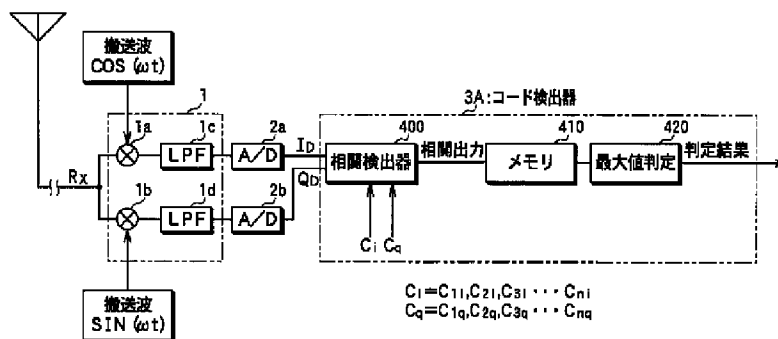 搬送波
COS (ωt)
1
1a
1c
2a
LPF
A/D
ID
Rx
1b
1d
2b
QD
LPF
A/D
搬送波
SIN (ωt)
3A:コード検出器
400
相関検出器
相関出力
410
メモリ
420
最大値判定
判定結果
Ci Cq
Ci=C1i,C2i,C3i···Cni
Cq=C1q,C2q,C3q···Cnq